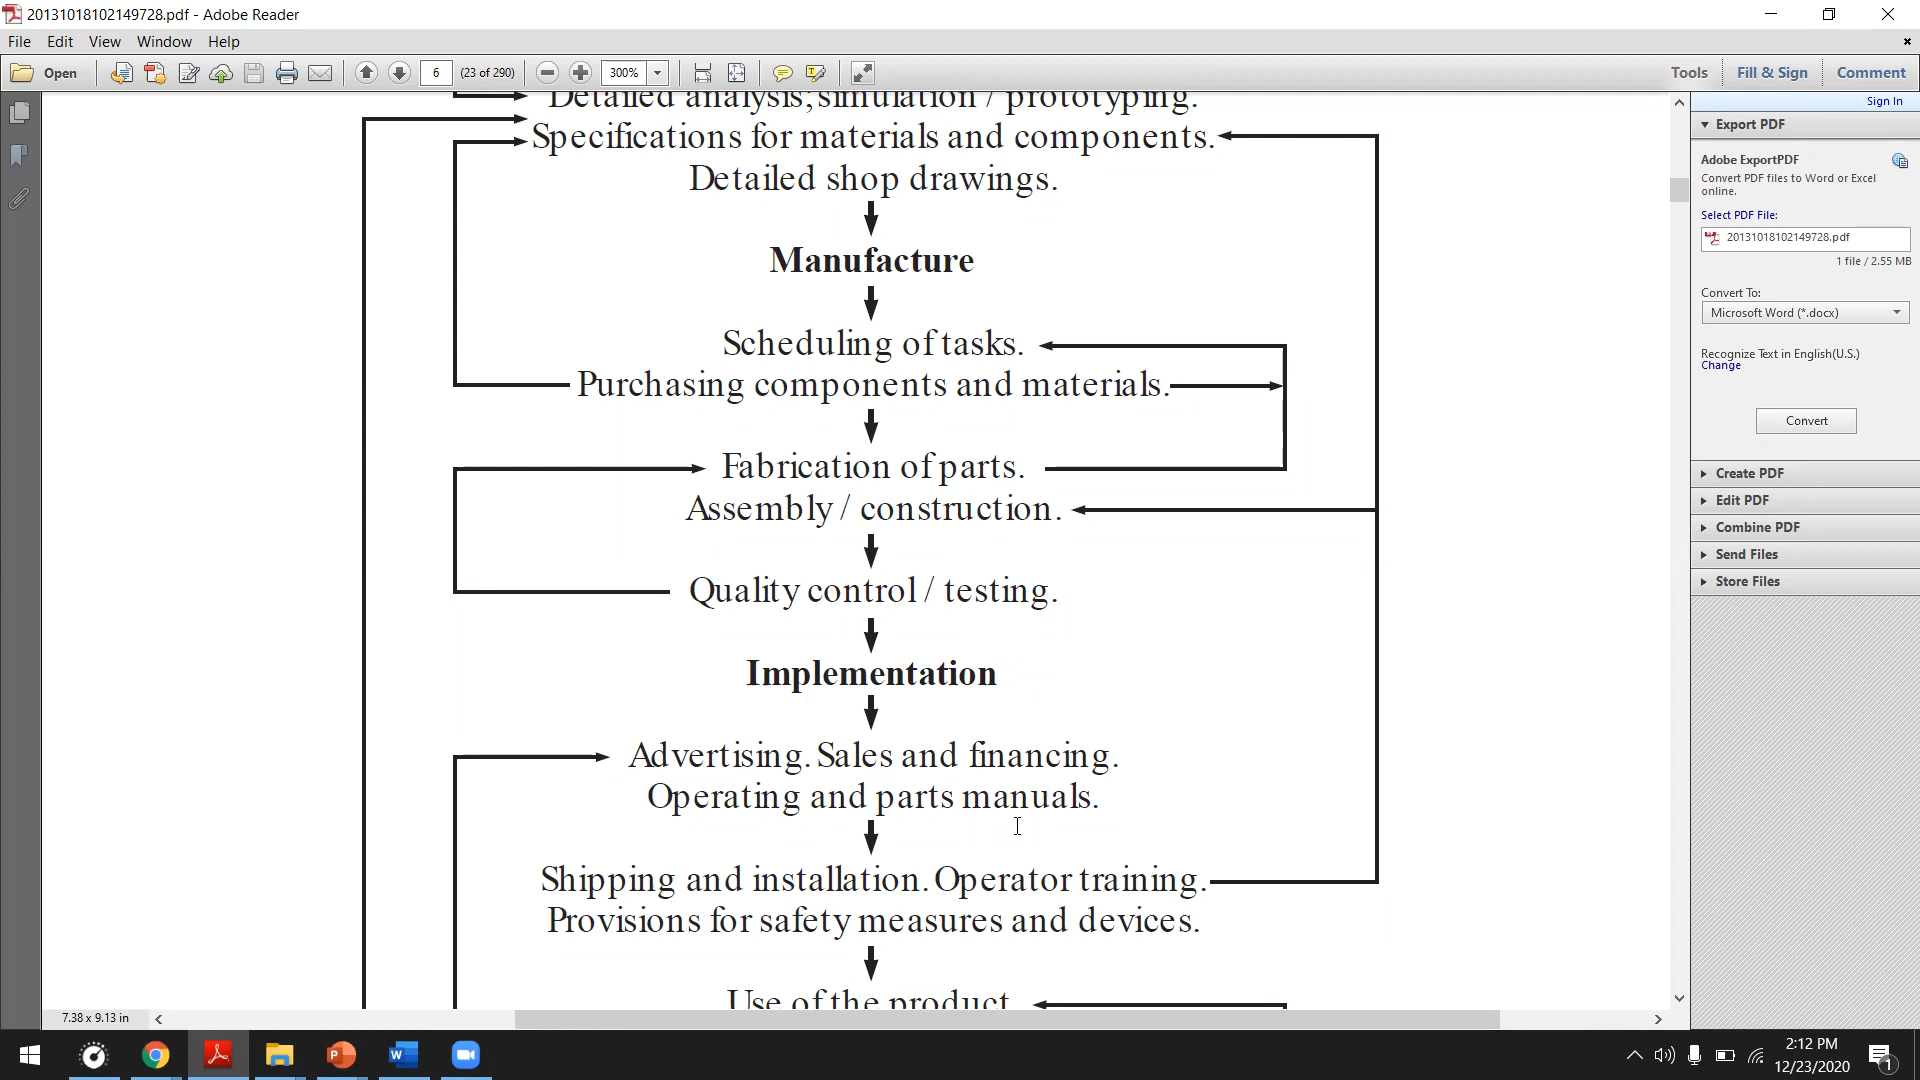 20131018102149728.pdf - Adobe Reader
File Edit View Window Help
Open 6 (23 of 290) 300% Tools Fill & Sign Comment
Sign In
Detailed analysis; simulation / prototyping.
Specifications for materials and components.
Detailed shop drawings.
Manufacture
Scheduling of tasks.
Purchasing components and materials.
Fabrication of parts.
Assembly / construction.
Quality control / testing.
Implementation
Advertising. Sales and financing.
Operating and parts manuals.
Shipping and installation. Operator training.
Provisions for safety measures and devices.
Use of the product
Export PDF
Adobe ExportPDF
Convert PDF files to Word or Excel
online.
Select PDF File:
20131018102149728.pdf
1 file / 2.55 MB
Convert To:
Microsoft Word (*.docx)
Recognize Text in English(U.S.)
Change
Convert
Create PDF
Edit PDF
Combine PDF
Send Files
Store Files
7.38 x 9.13 in
2:12 PM
12/23/2020
1